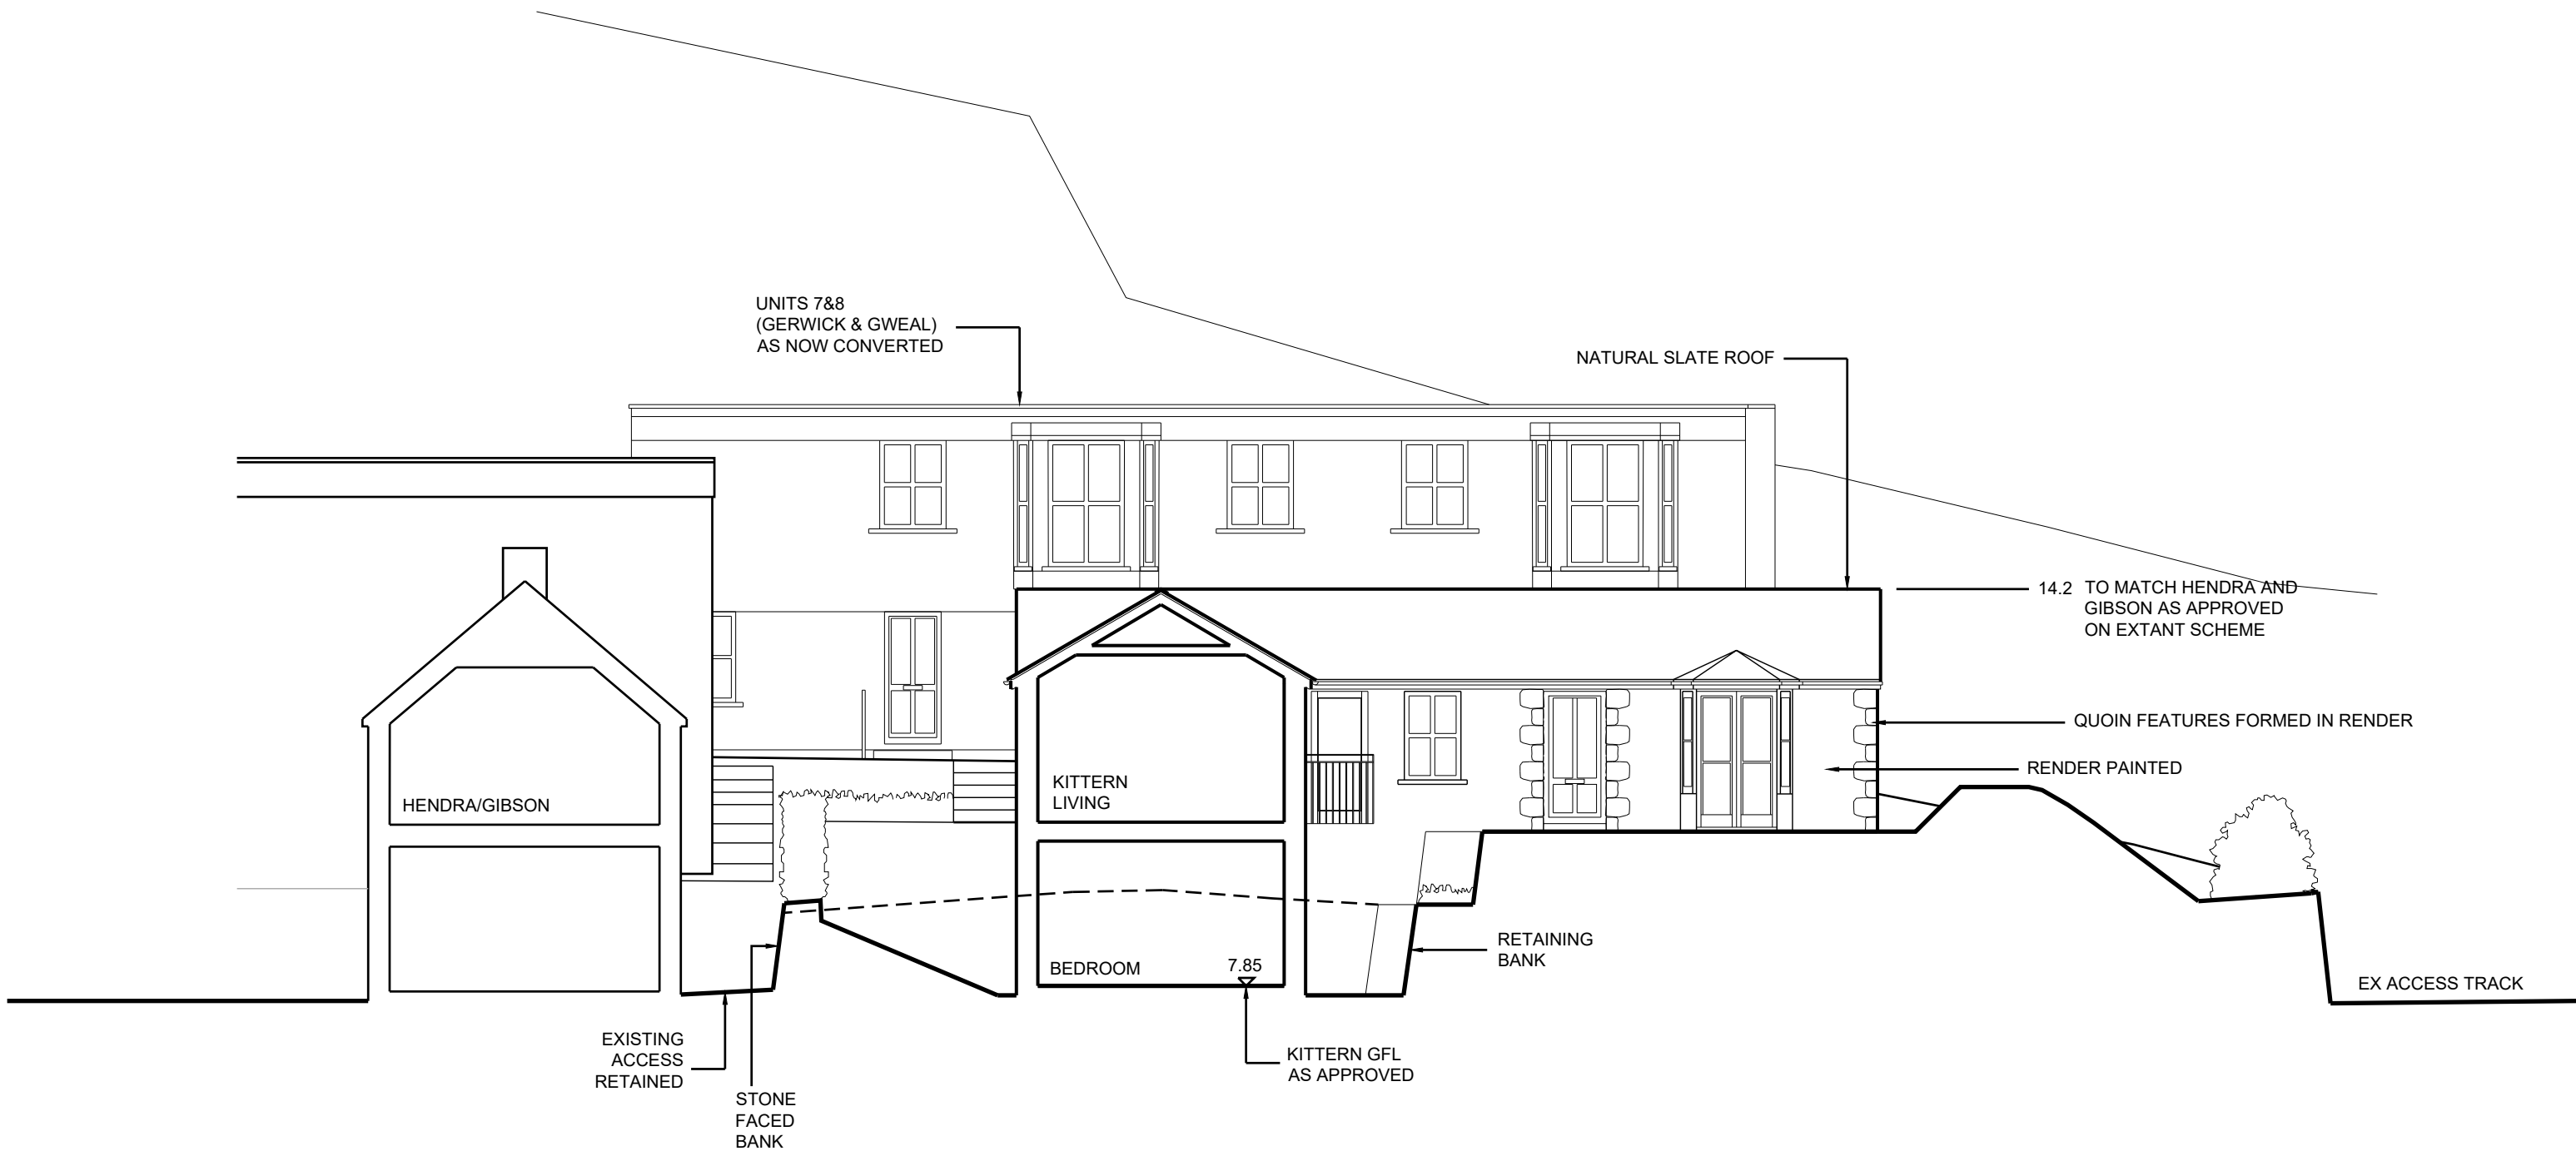 UNITS 7&8
(GERWICK & GWEAL)
AS NOW CONVERTED
NATURAL SLATE ROOF
14.2 TO MATCH HENDRA AND
GIBSON AS APPROVED
ON EXTANT SCHEME
QUOIN FEATURES FORMED IN RENDER
RENDER PAINTED
HENDRA/GIBSON
KITTERN
LIVING
BEDROOM
7.85
RETAINING
BANK
EX ACCESS TRACK
EXISTING
ACCESS
RETAINED
STONE
FACED
BANK
KITTERN GFL
AS APPROVED